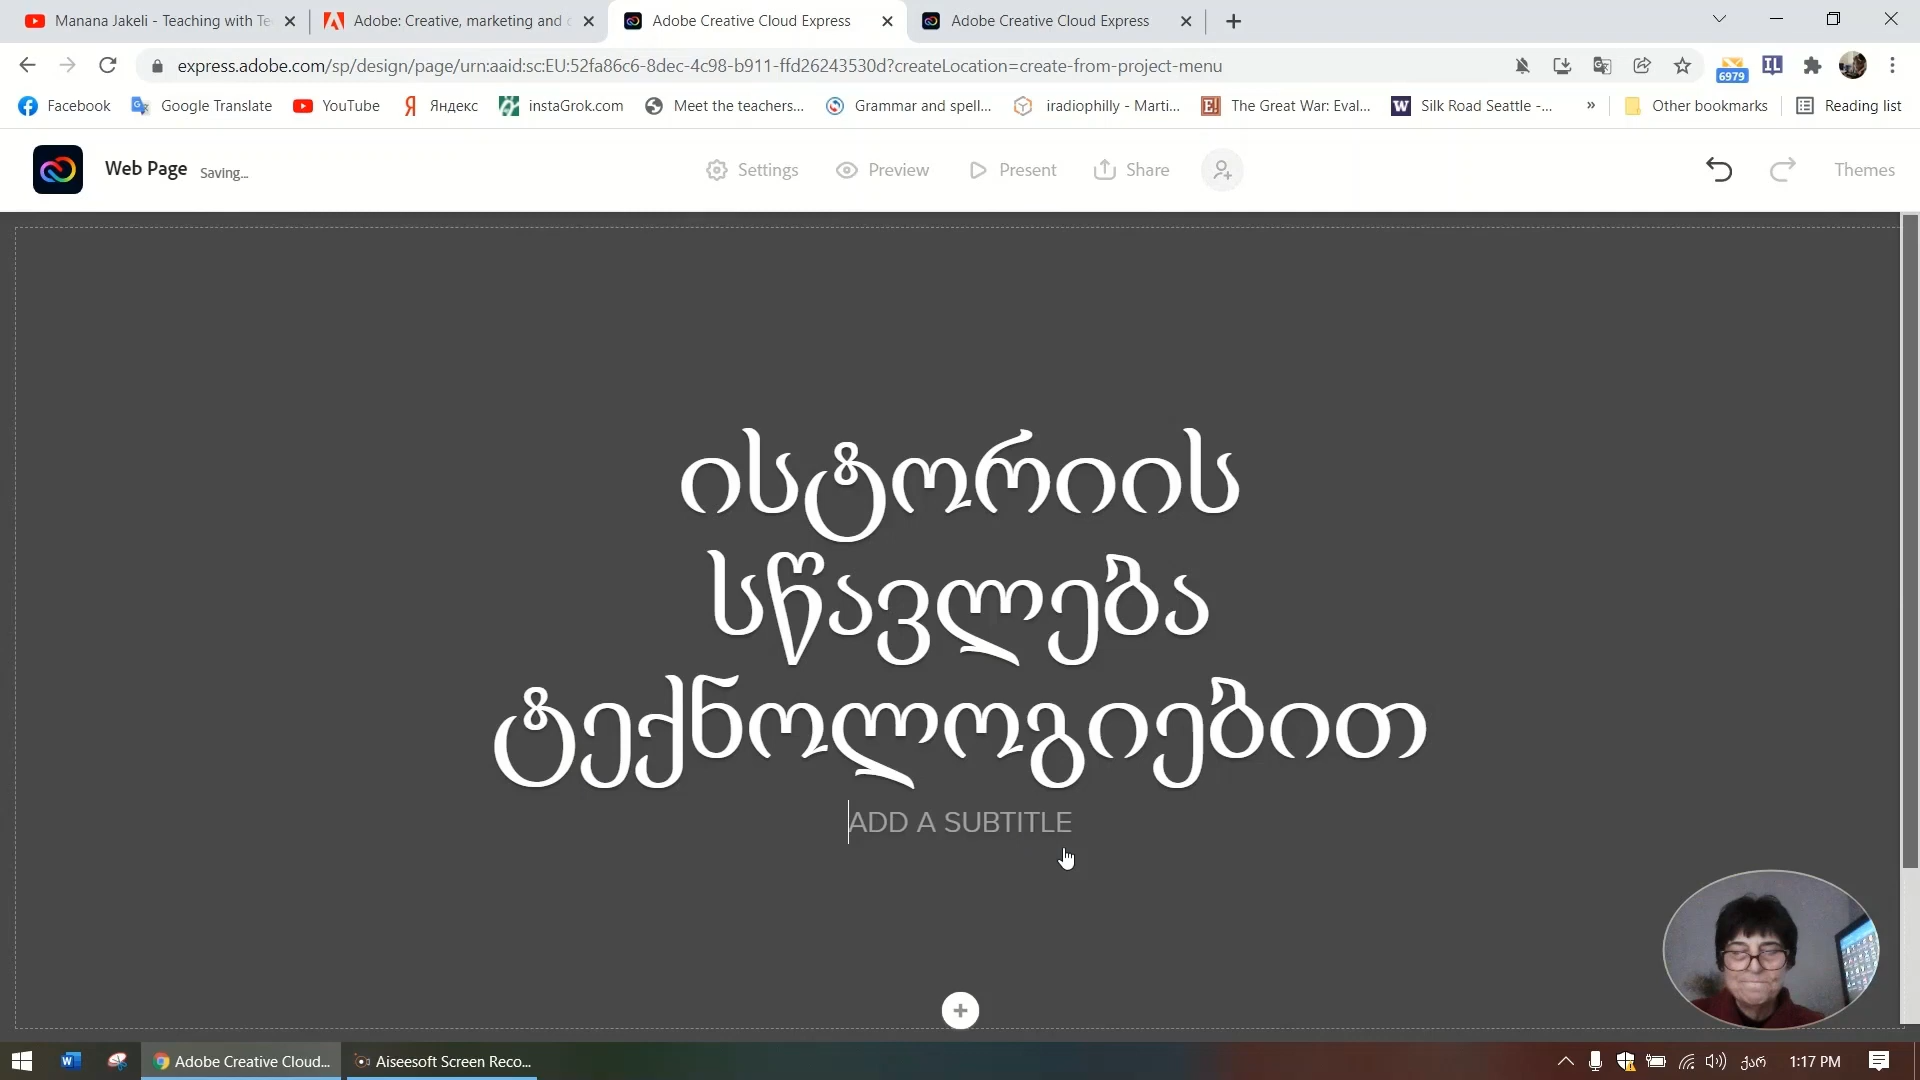 Manana Jakeli - Teaching with Te
Adobe: Creative, marketing and
Adobe Creative Cloud Express
Adobe Creative Cloud Express
express.adobe.com/sp/design/page/urn:aaid:sc:EU:52fa86c6-8dec-4c98-b911-ffd26243530d?createLocation=create-from-project-menu
6979
IL
Facebook
Google Translate
YouTube
Яндекс
instaGrok.com
Meet the teachers...
Grammar and spell...
iradiophilly - Marti...
The Great War: Eval...
Silk Road Seattle -...
»
Other bookmarks
Reading list
Web Page
Saving...
Settings
Preview
Present
Share
Themes
ისტორიის
სწავლება
ტექნოლოგიებით
ADD A SUBTITLE
Adobe Creative Cloud...
Aiseesoft Screen Reco...
ქარ
1:17 PM